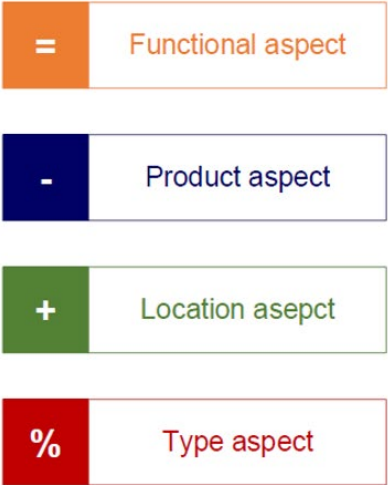 = Functional aspect
- Product aspect
+ Location asepct
% Type aspect